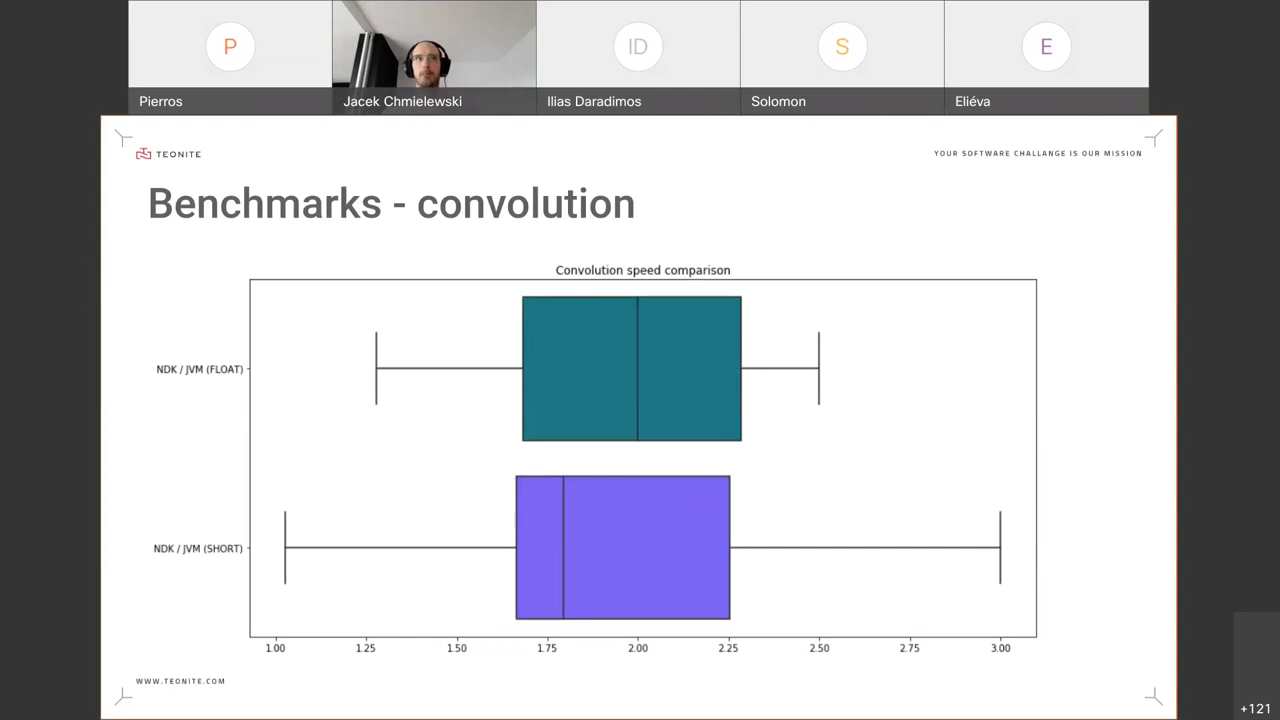 P
ID
S
E
Pierros
Jacek Chmielewski
Ilias Daradimos
Solomon
Eliéva
TEONITE
YOUR SOFTWARE CHALLANGE IS OUR MISSION
Benchmarks - convolution
Convolution speed comparison
NDK / JVM (FLOAT)
NDK / JVM (SHORT)
1.00 1.25 1.50 1.75 2.00 2.25 2.50 2.75 3.00
WWW.TEONITE.COM
+121